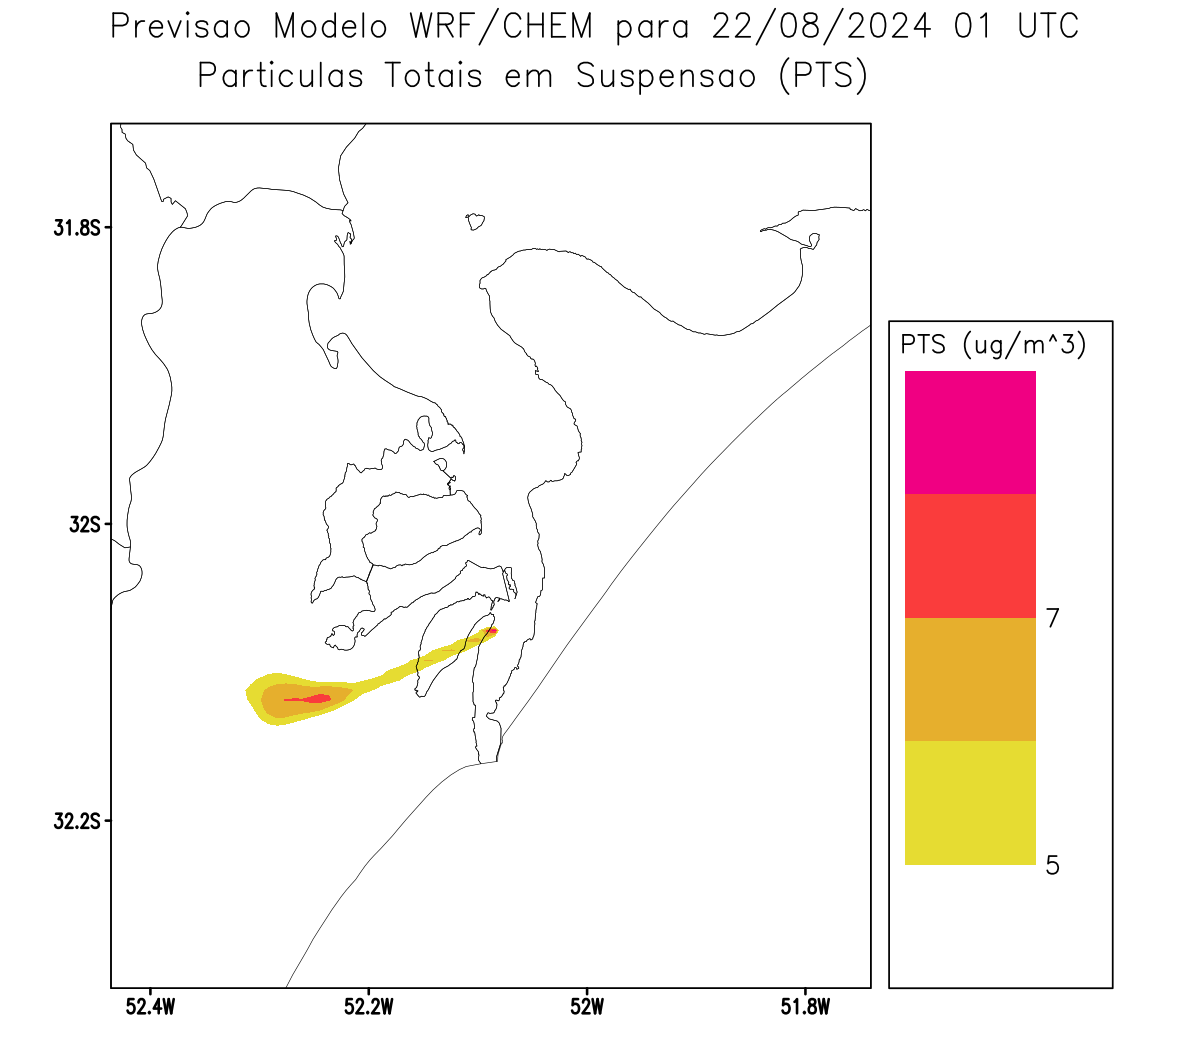 Previsao Modelo WRF/CHEM para 22/08/2024 01 UTC
Particulas Totais em Suspensao (PTS)
31.8S
32S
32.2S
52.4W
52.2W
52W
51.8W
PTS (ug/m^3)
7
5